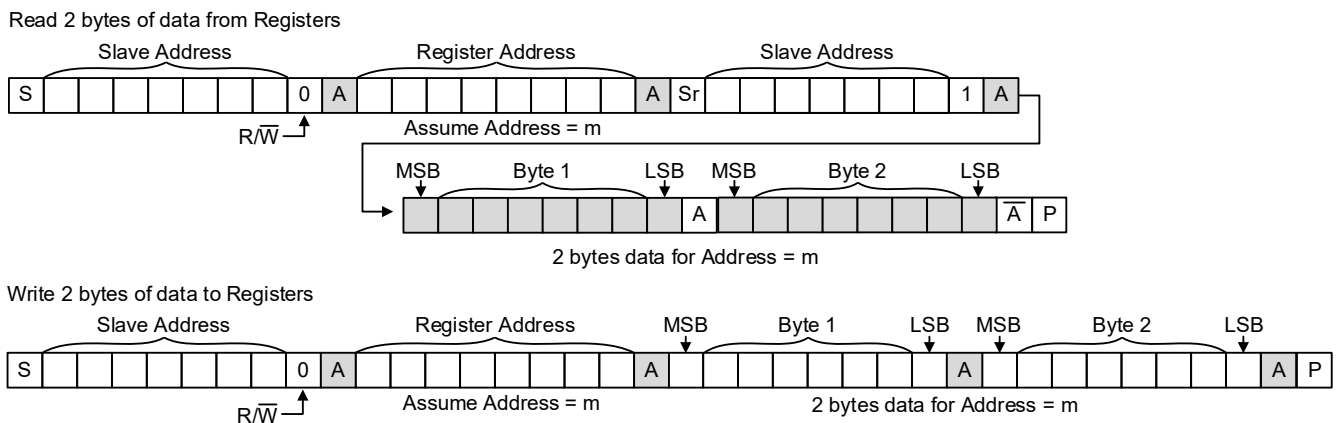 Read 2 bytes of data from Registers
Slave Address Register Address Slave Address
S 0 A A Sr 1 A
R/W̅ Assume Address = m
MSB Byte 1 LSB MSB Byte 2 LSB
A A̅ P
2 bytes data for Address = m
Write 2 bytes of data to Registers
Slave Address Register Address MSB Byte 1 LSB MSB Byte 2 LSB
S 0 A A A A P
R/W̅ Assume Address = m 2 bytes data for Address = m